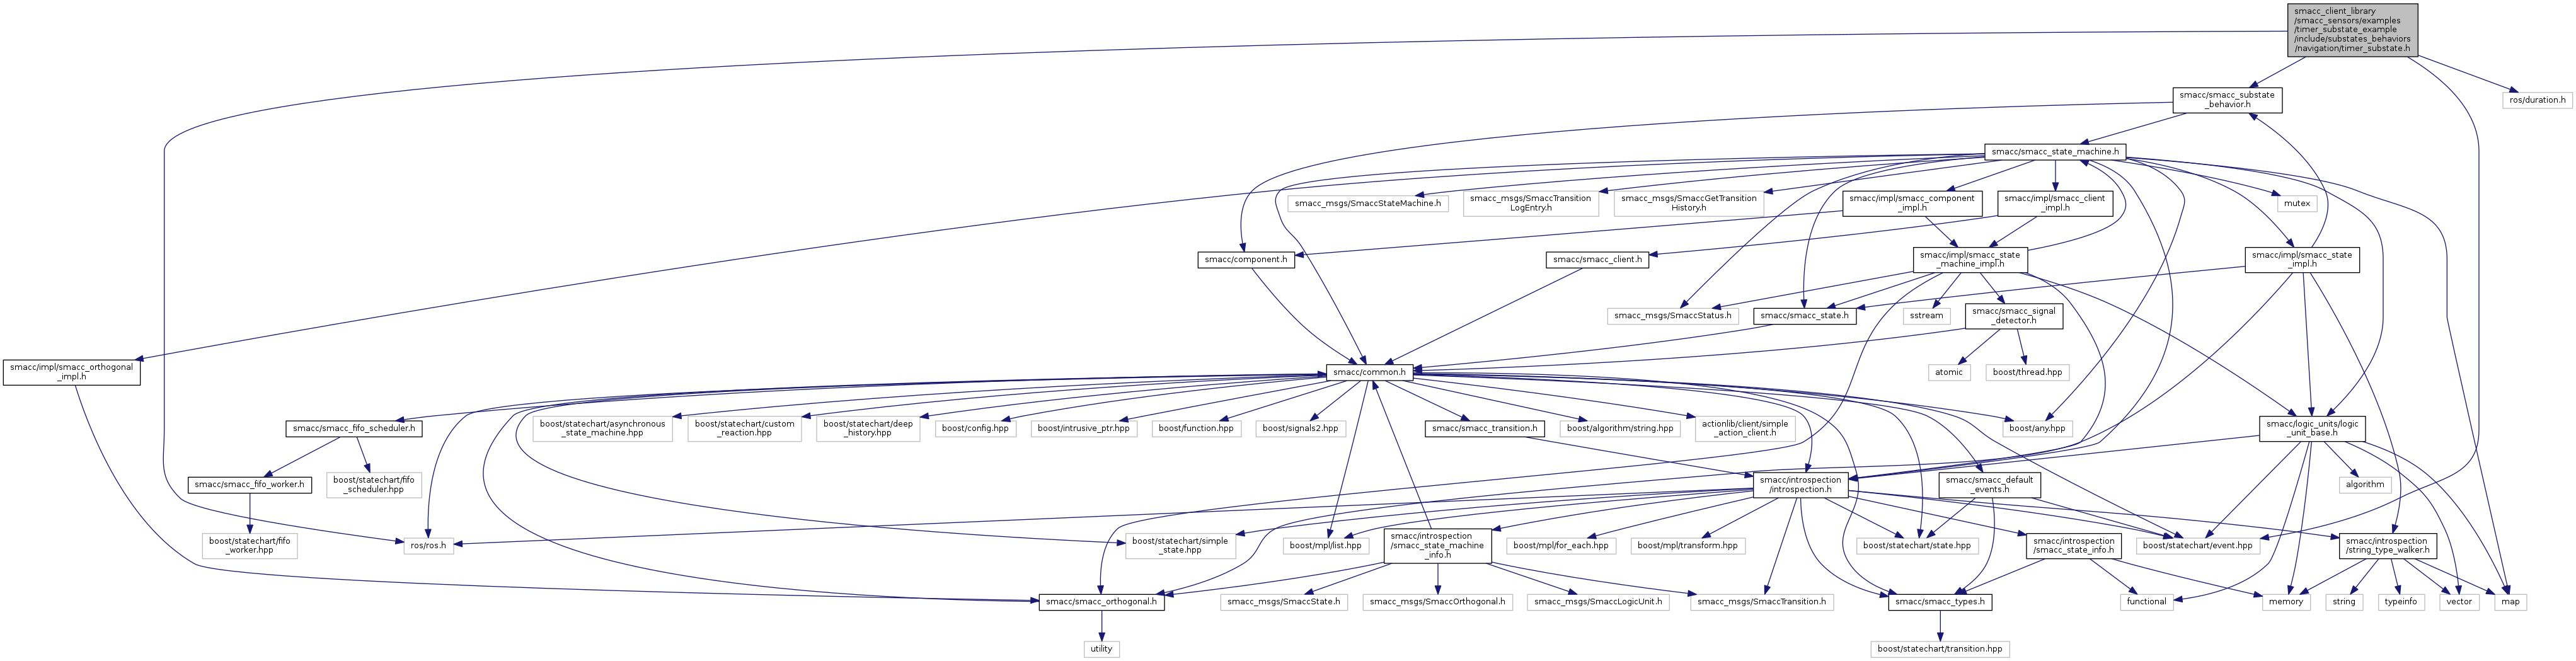 smacc_client_library
/smacc_sensors/examples
/timer_substate_example
/include/substates_behaviors
/navigation/timer_substate.h
smacc/smacc_substate
_behavior.h
ros/duration.h
smacc/smacc_state_machine.h
smacc_msgs/SmaccStateMachine.h
smacc_msgs/SmaccTransition
LogEntry.h
smacc_msgs/SmaccGetTransition
History.h
smacc/impl/smacc_component
_impl.h
smacc/impl/smacc_client
_impl.h
mutex
smacc/component.h
smacc/smacc_client.h
smacc/impl/smacc_state
_machine_impl.h
smacc/impl/smacc_state
_impl.h
smacc_msgs/SmaccStatus.h
smacc/smacc_state.h
sstream
smacc/smacc_signal
_detector.h
smacc/impl/smacc_orthogonal
_impl.h
smacc/common.h
atomic
boost/thread.hpp
smacc/smacc_fifo_scheduler.h
boost/statechart/asynchronous
_state_machine.hpp
boost/statechart/custom
_reaction.hpp
boost/statechart/deep
_history.hpp
boost/config.hpp
boost/intrusive_ptr.hpp
boost/function.hpp
boost/signals2.hpp
smacc/smacc_transition.h
boost/algorithm/string.hpp
actionlib/client/simple
_action_client.h
boost/any.hpp
smacc/logic_units/logic
_unit_base.h
smacc/smacc_fifo_worker.h
boost/statechart/fifo
_scheduler.hpp
smacc/introspection
/introspection.h
smacc/smacc_default
_events.h
algorithm
boost/statechart/fifo
_worker.hpp
ros/ros.h
boost/statechart/simple
_state.hpp
boost/mpl/list.hpp
smacc/introspection
/smacc_state_machine
_info.h
boost/mpl/for_each.hpp
boost/mpl/transform.hpp
boost/statechart/state.hpp
smacc/introspection
/smacc_state_info.h
boost/statechart/event.hpp
smacc/introspection
/string_type_walker.h
smacc/smacc_orthogonal.h
smacc_msgs/SmaccState.h
smacc_msgs/SmaccOrthogonal.h
smacc_msgs/SmaccLogicUnit.h
smacc_msgs/SmaccTransition.h
smacc/smacc_types.h
functional
memory
string
typeinfo
vector
map
utility
boost/statechart/transition.hpp